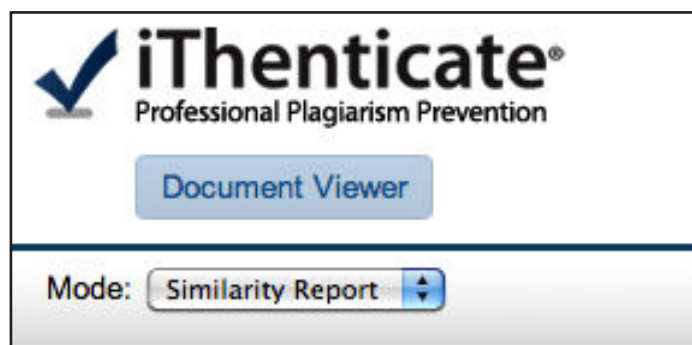 iThenticate®
Professional Plagiarism Prevention
Document Viewer
Mode: Similarity Report